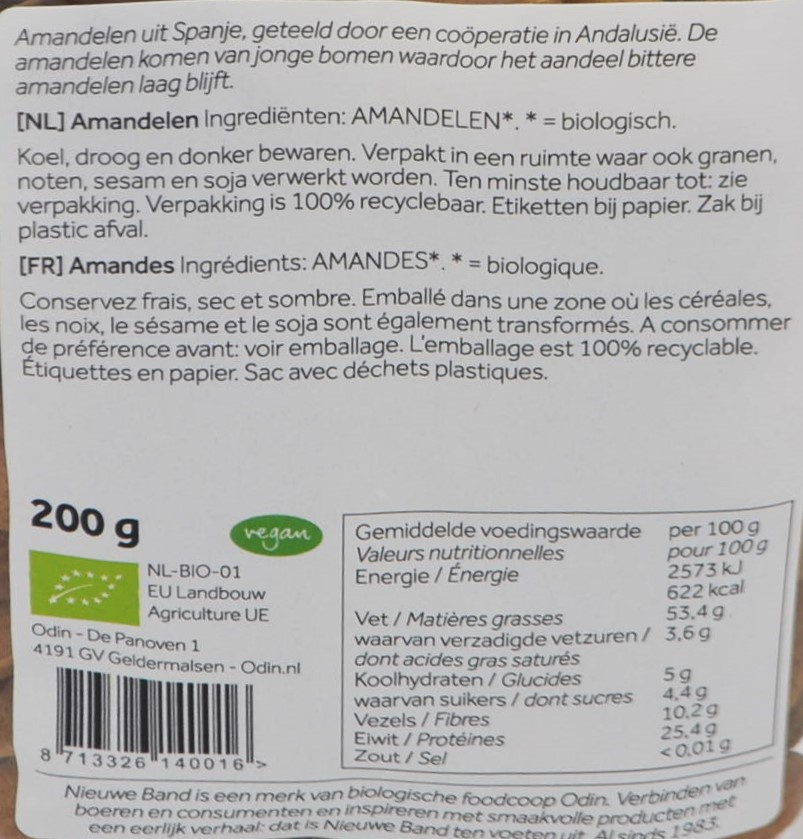 Amandelen uit Spanje, geteeld door een coöperatie in Andalusië. De
amandelen komen van jonge bomen waardoor het aandeel bittere
amandelen laag blijft.
[NL] Amandelen Ingrediënten: AMANDELEN*. * = biologisch.
Koel, droog en donker bewaren. Verpakt in een ruimte waar ook granen,
noten, sesam en soja verwerkt worden. Ten minste houdbaar tot: zie
verpakking. Verpakking is 100% recyclebaar. Etiketten bij papier. Zak bij
plastic afval.
[FR] Amandes Ingrédients: AMANDES*. * = biologique.
Conservez frais, sec et sombre. Emballé dans une zone où les céréales,
les noix, le sésame et le soja sont également transformés. A consommer
de préférence avant: voir emballage. L'emballage est 100% recyclable.
Étiquettes en papier. Sac avec déchets plastiques.
200 g
vegan
NL-BIO-01
EU Landbouw
Agriculture UE
Odin - De Panoven 1
4191 GV Geldermalsen - Odin.nl
8 713326 140016 >
Gemiddelde voedingswaarde per 100 g
Valeurs nutritionnelles pour 100 g
Energie / Énergie 2573 kJ
622 kcal
Vet / Matières grasses 53,4 g
waarvan verzadigde vetzuren / 3,6 g
dont acides gras saturés
Koolhydraten / Glucides 5 g
waarvan suikers / dont sucres 4,4 g
Vezels / Fibres 10,2 g
Eiwit / Protéines 25,4 g
Zout / Sel <0,01 g
Nieuwe Band is een merk van biologische foodcoop Odin. Verbinden van
boeren en consumenten en inspireren met smaakvolle producten met
een eerlijk verhaal: dat is Nieuwe Band ten voeten uit. Al sinds 1983.